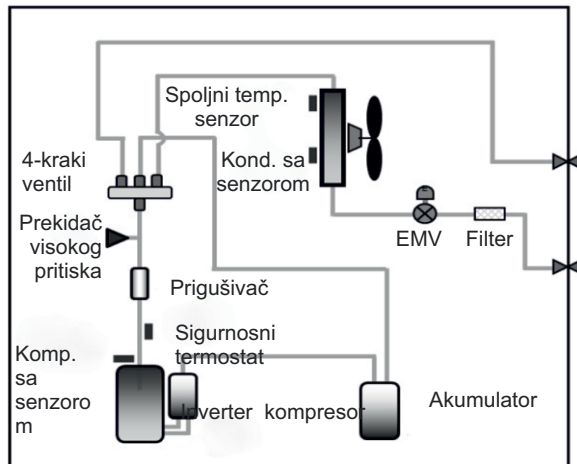 Spoljni temp.
senzor
4-kraki
ventil
Kond. sa
senzorom
Prekidač
visokog
pritiska
E
EMV
Filter
Prigušivač
Sigurnosni
termostat
Komp.
sa
senzoro
m
Inverter kompresor
Akumulator